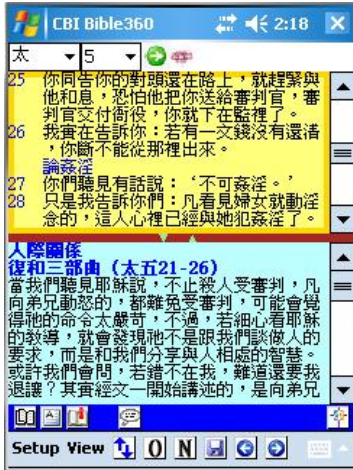 CBI Bible360 2:18
太 5
25 你同告你的對頭還在路上，就趕緊與
他和息，恐怕他把你送給審判官，審
判官交付衙役，你就下在監裡了。
26 我實在告訴你：若有一文錢沒有還清
，你斷不能從那裡出來。
論姦淫
27 你們聽見有話說：‘不可姦淫。’
28 只是我告訴你們：凡看見婦女就動淫
念的，這人心裡已經與她犯姦淫了。
人際關係
復和三部曲（太五21-26）
當我們聽見耶穌說，不止殺人受審判，凡
向弟兄動怒的，都難免受審判，可能會覺
得祂的命令太嚴苛，不過，若細心看耶穌
的教導，就會發現祂不是跟我們談做人的
要求，而是和我們分享與人相處的智慧。
或許我們會問，若錯不在我，難道還要我
退讓？其實經文一開始講述的，是向弟兄
Setup View O N